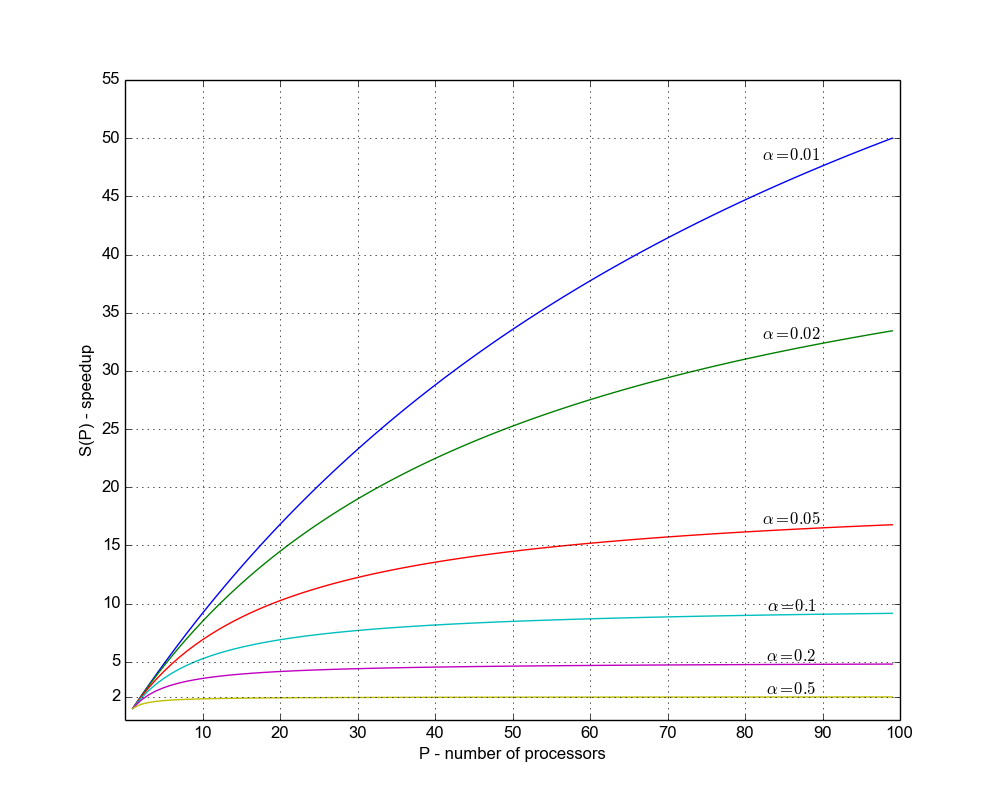 55
50
45
40
35
30
25
20
15
10
5
2
S(P) - speedup
α=0.01
α=0.02
α=0.05
α=0.1
α=0.2
α=0.5
10 20 30 40 50 60 70 80 90 100
P - number of processors